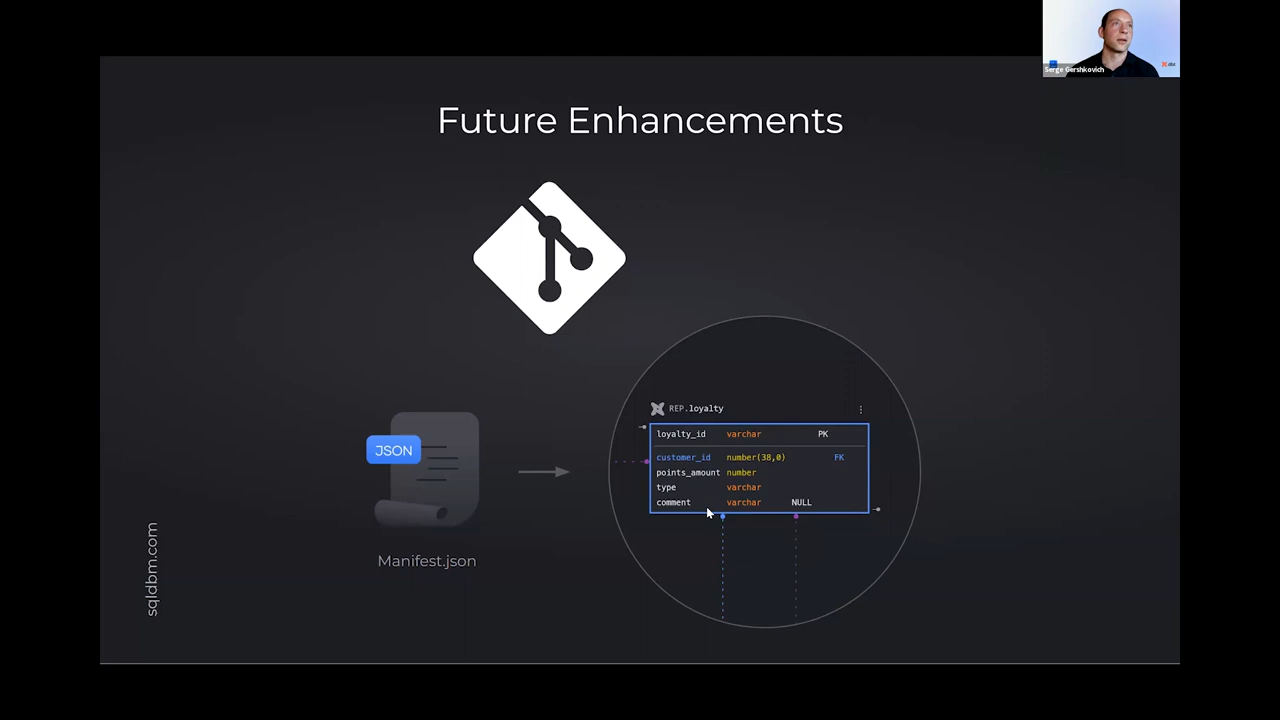 Serge Gershkovich
dbt
Future Enhancements
REP.loyalty
loyalty_id varchar PK
customer_id number(38,0) FK
points_amount number
type varchar
comment varchar NULL
JSON
Manifest.json
sqldbm.com